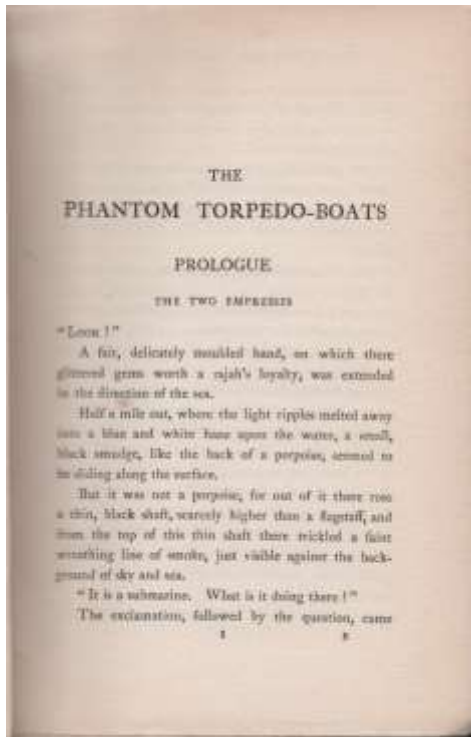 THE
PHANTOM TORPEDO-BOATS
PROLOGUE
THE TWO EMPRESSES
"LOOK !"
A fair, delicately moulded hand, on which there
glittered gems worth a rajah's loyalty, was extended
in the direction of the sea.
Half a mile out, where the light ripples melted away
into a blue and white haze upon the water, a small,
black smudge, like the back of a porpoise, seemed to
be sliding along the surface.
But it was not a porpoise, for out of it there rose
a thin, black shaft, scarcely higher than a flagstaff, and
from the top of this thin shaft there trickled a faint
wreathing line of smoke, just visible against the back-
ground of sky and sea.
"It is a submarine. What is it doing there ?"
The exclamation, followed by the question, came